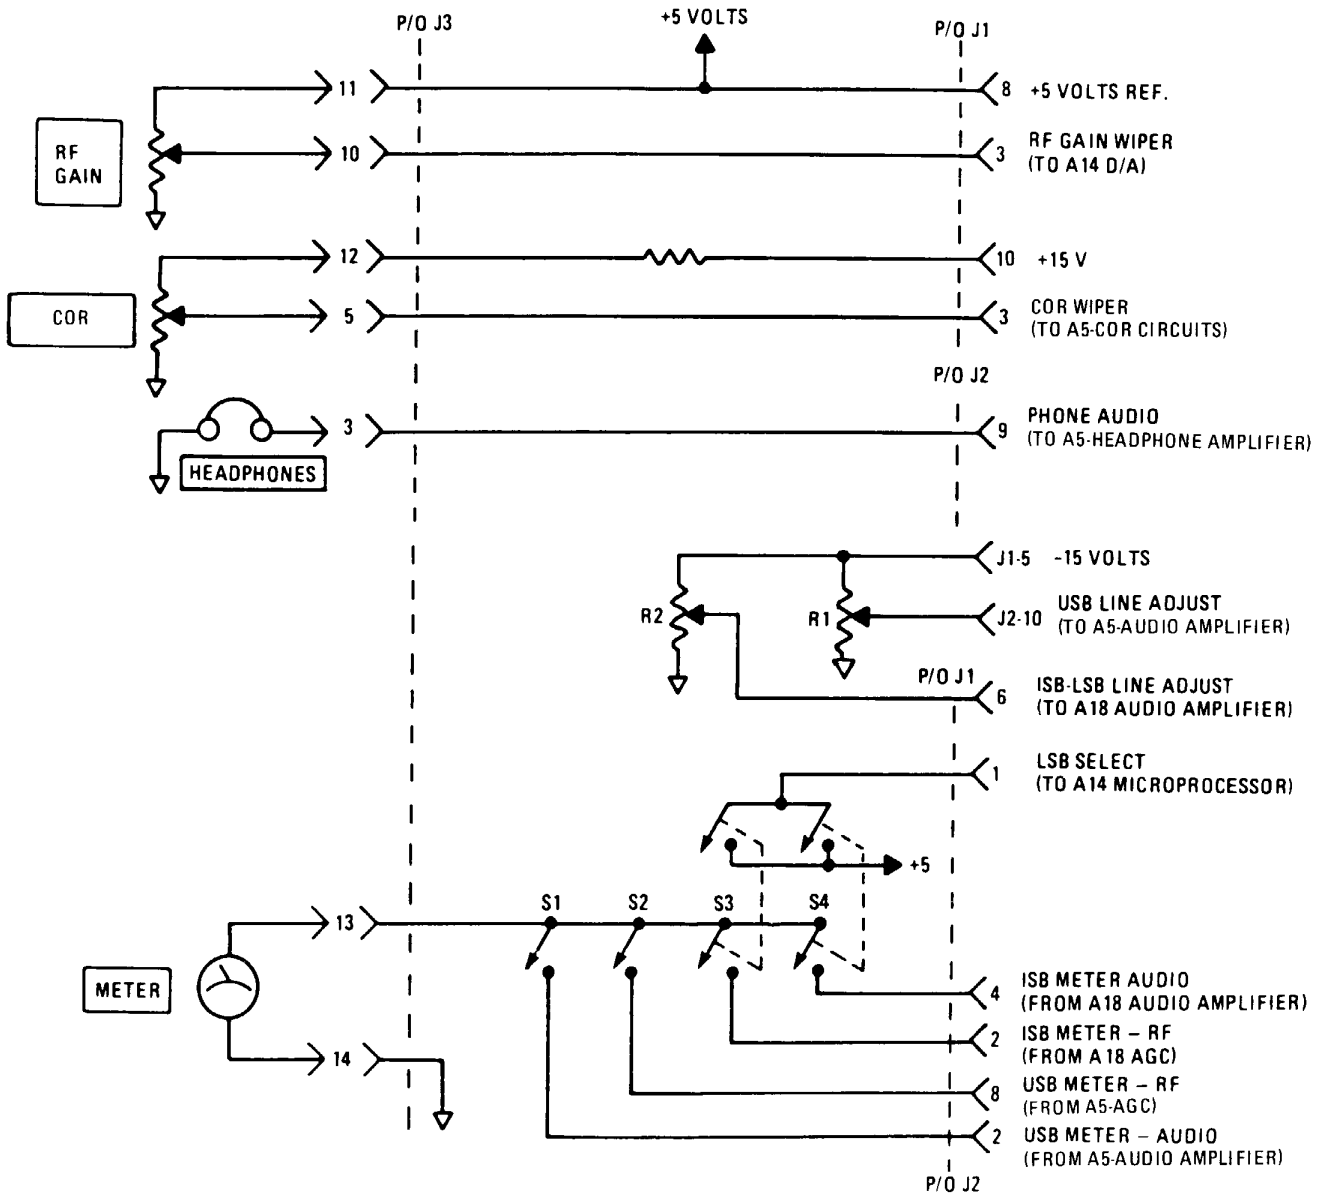 P/O J3
+5 VOLTS
P/O J1
11
8 +5 VOLTS REF.
RF
GAIN
10
3 RF GAIN WIPER
(TO A14 D/A)
12
10 +15 V
COR
5
3 COR WIPER
(TO A5-COR CIRCUITS)
P/O J2
3
9 PHONE AUDIO
(TO A5-HEADPHONE AMPLIFIER)
HEADPHONES
J1-5 -15 VOLTS
R2
R1
J2-10 USB LINE ADJUST
(TO A5-AUDIO AMPLIFIER)
P/O J1
6 ISB-LSB LINE ADJUST
(TO A18 AUDIO AMPLIFIER)
1 LSB SELECT
(TO A14 MICROPROCESSOR)
+5
13
S1 S2 S3 S4
METER
4 ISB METER AUDIO
(FROM A18 AUDIO AMPLIFIER)
14
2 ISB METER – RF
(FROM A18 AGC)
8 USB METER – RF
(FROM A5-AGC)
2 USB METER – AUDIO
(FROM A5-AUDIO AMPLIFIER)
P/O J2